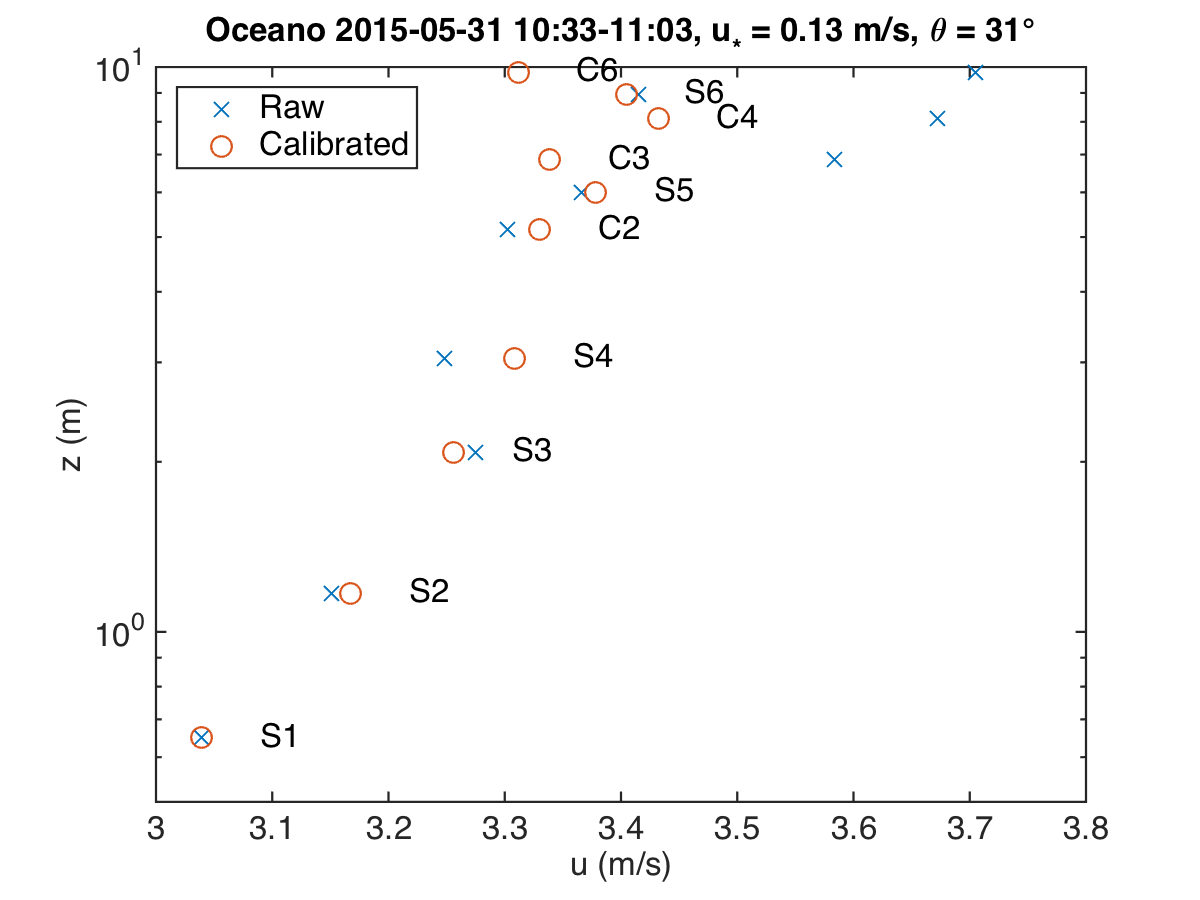 Oceano 2015-05-31 10:33-11:03, u* = 0.13 m/s, θ = 31°
10^1
C6
S6
Raw
C4
Calibrated
C3
S5
C2
S4
z (m)
S3
S2
10^0
S1
3 3.1 3.2 3.3 3.4 3.5 3.6 3.7 3.8
u (m/s)